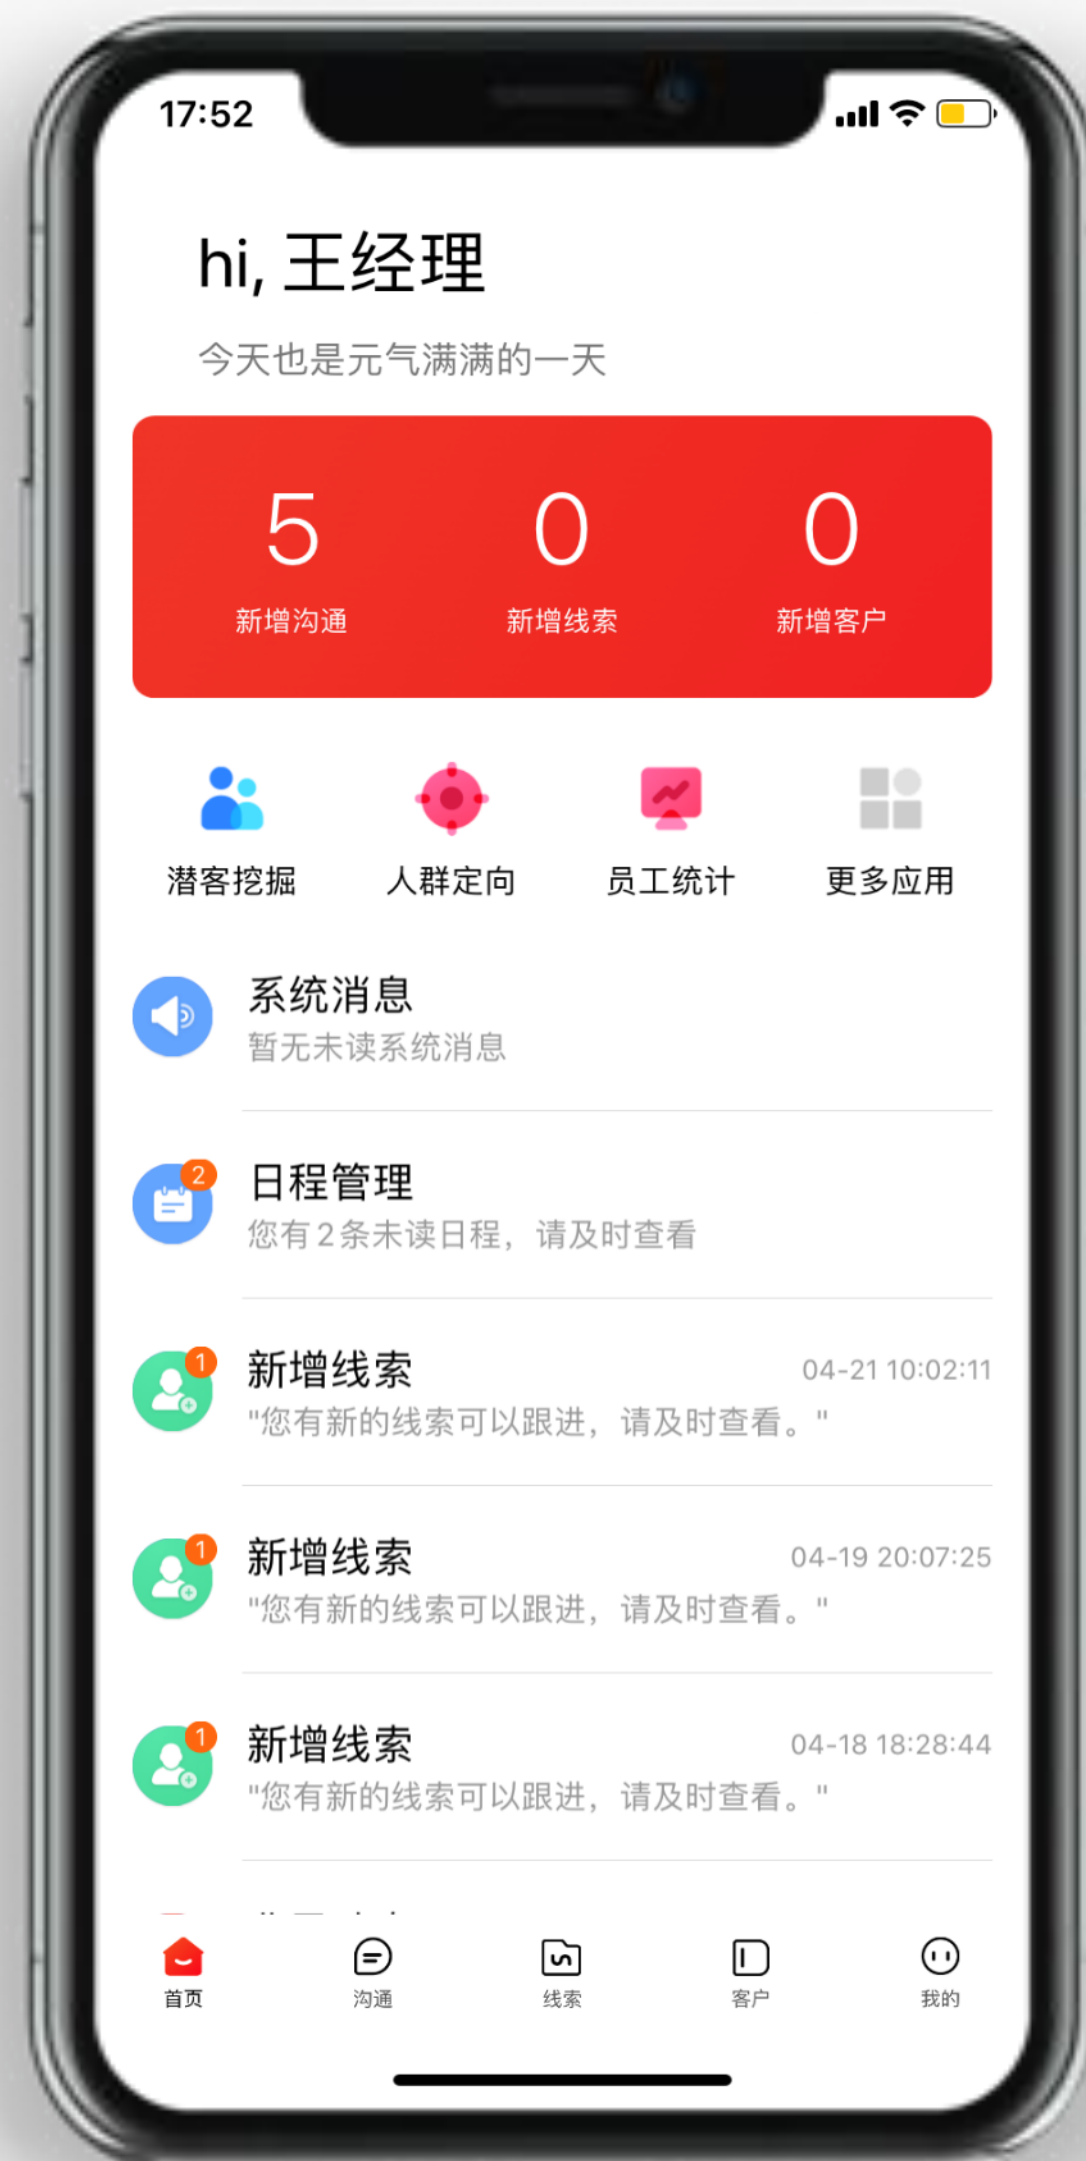 17:52
hi, 王经理
今天也是元气满满的一天
5 0 0
新增沟通 新增线索 新增客户
潜客挖掘 人群定向 员工统计 更多应用
系统消息
暂无未读系统消息
2
日程管理
您有2条未读日程，请及时查看
1
新增线索 04-21 10:02:11
"您有新的线索可以跟进，请及时查看。"
1
新增线索 04-19 20:07:25
"您有新的线索可以跟进，请及时查看。"
1
新增线索 04-18 18:28:44
"您有新的线索可以跟进，请及时查看。"
首页 沟通 线索 客户 我的